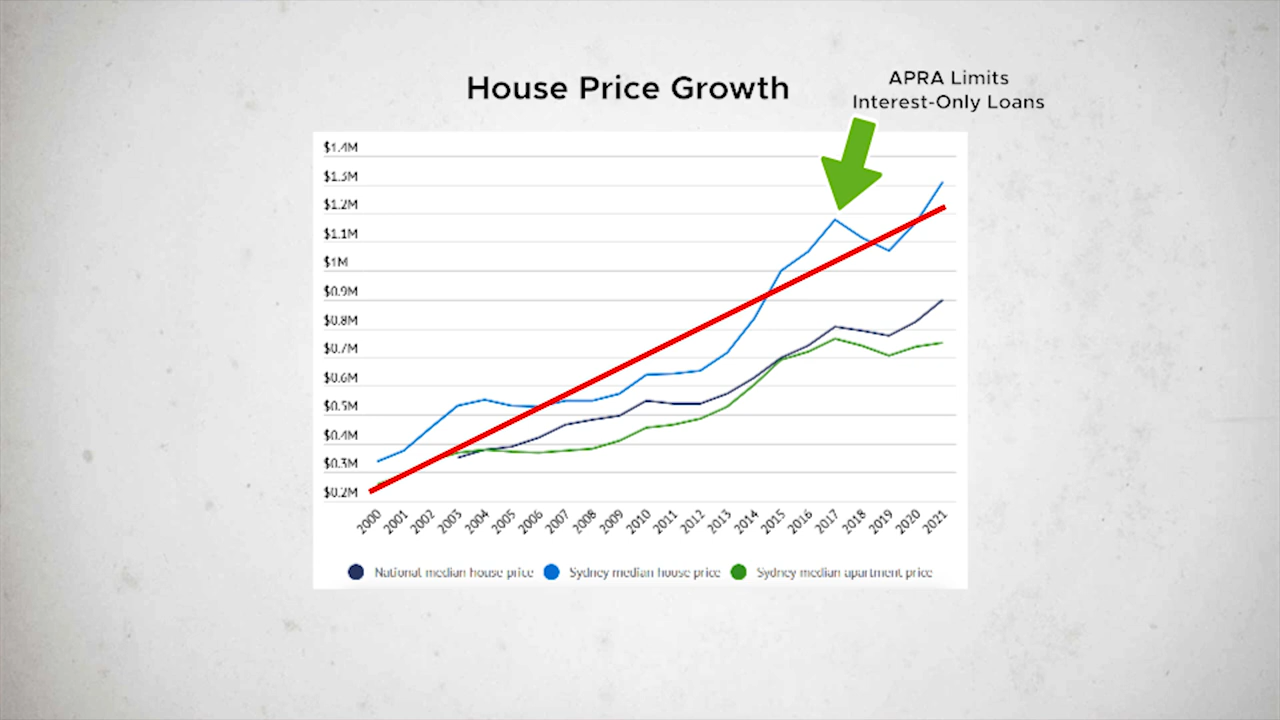 House Price Growth
APRA Limits
Interest-Only Loans
$1.4M
$1.3M
$1.2M
$1.1M
$1M
$0.9M
$0.8M
$0.7M
$0.6M
$0.5M
$0.4M
$0.3M
$0.2M
2000 2001 2002 2003 2004 2005 2006 2007 2008 2009 2010 2011 2012 2013 2014 2015 2016 2017 2018 2019 2020 2021
National median house price Sydney median house price Sydney median apartment price